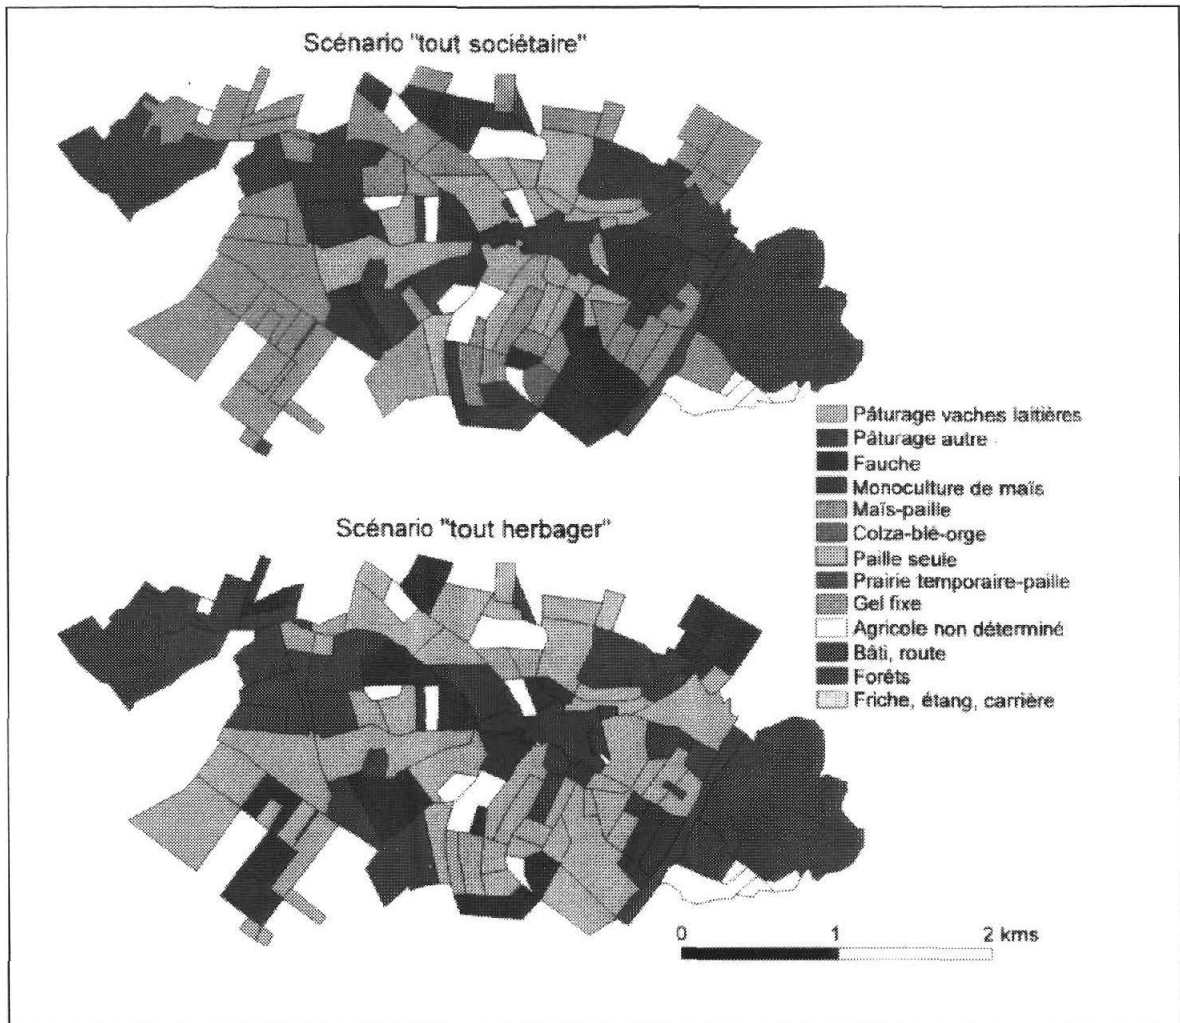 Scénario "tout sociétaire"
Pâturage vaches laitières
Pâturage autre
Fauche
Monoculture de maïs
Maïs-paille
Colza-blé-orge
Paille seule
Prairie temporaire-paille
Gel fixe
Agricole non déterminé
Bâti, route
Forêts
Friche, étang, carrière
Scénario "tout herbager"
0 1 2 kms